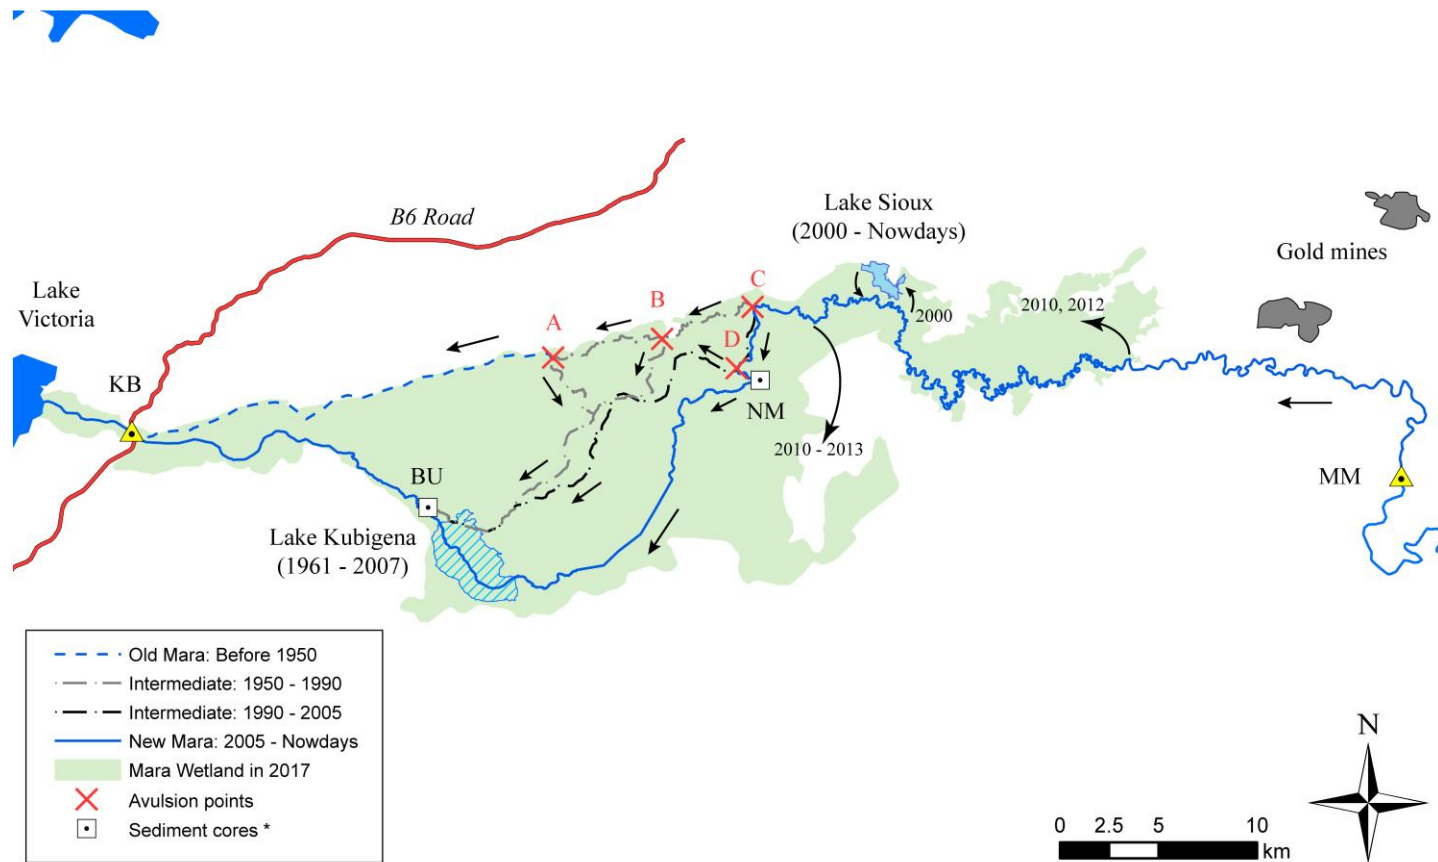 B6 Road
Lake Sioux
(2000 - Nowdays)
Gold mines
Lake
Victoria
KB
A
B
C
D
2000
2010, 2012
NM
2010 - 2013
MM
BU
Lake Kubigena
(1961 - 2007)
Old Mara: Before 1950
Intermediate: 1950 - 1990
Intermediate: 1990 - 2005
New Mara: 2005 - Nowdays
Mara Wetland in 2017
Avulsion points
Sediment cores *
N
0 2.5 5 10
km